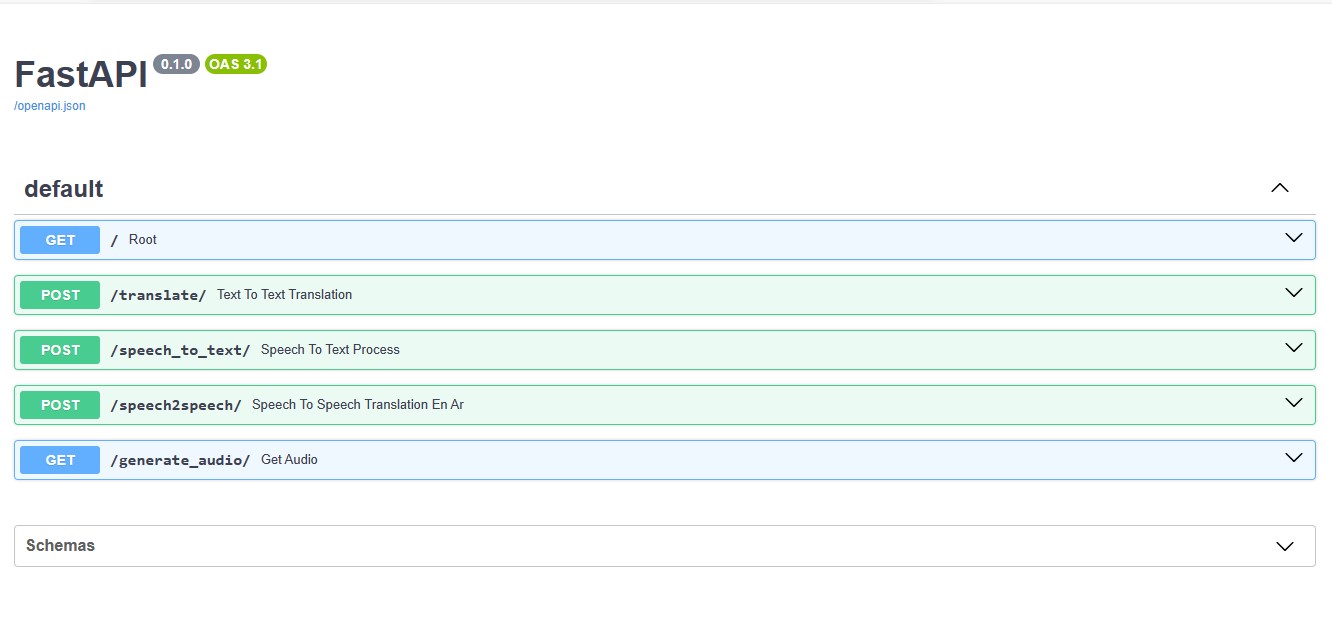 FastAPI 0.1.0 OAS 3.1
/openapi.json
default
GET / Root
POST /translate/ Text To Text Translation
POST /speech_to_text/ Speech To Text Process
POST /speech2speech/ Speech To Speech Translation En Ar
GET /generate_audio/ Get Audio
Schemas